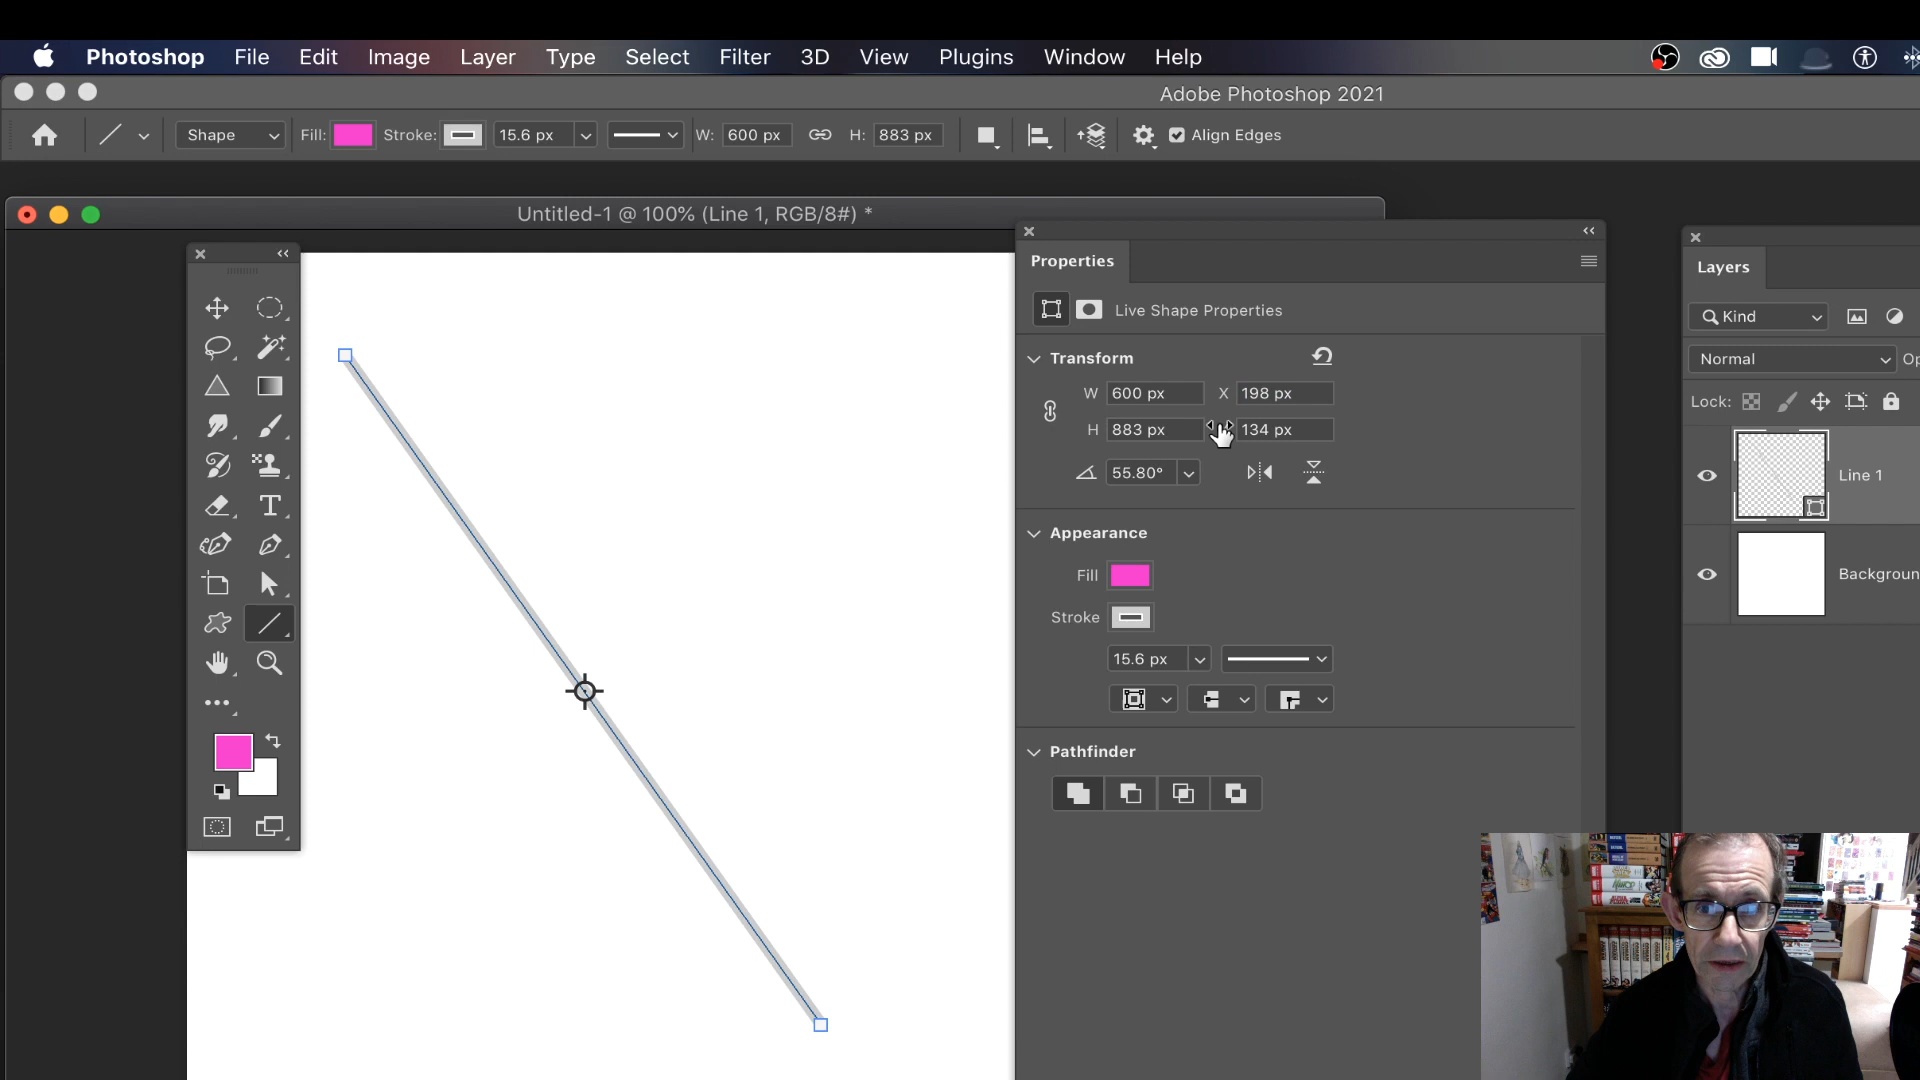 Photoshop File Edit Image Layer Type Select Filter 3D View Plugins Window Help
Adobe Photoshop 2021
Shape Fill: Stroke: 15.6 px W: 600 px H: 883 px Align Edges
Untitled-1 @ 100% (Line 1, RGB/8#) *
Properties
Live Shape Properties
Transform
W 600 px X 198 px
H 883 px 134 px
55.80°
Appearance
Fill
Stroke
15.6 px
Pathfinder
Layers
Kind
Normal Op
Lock:
Line 1
Backgroun